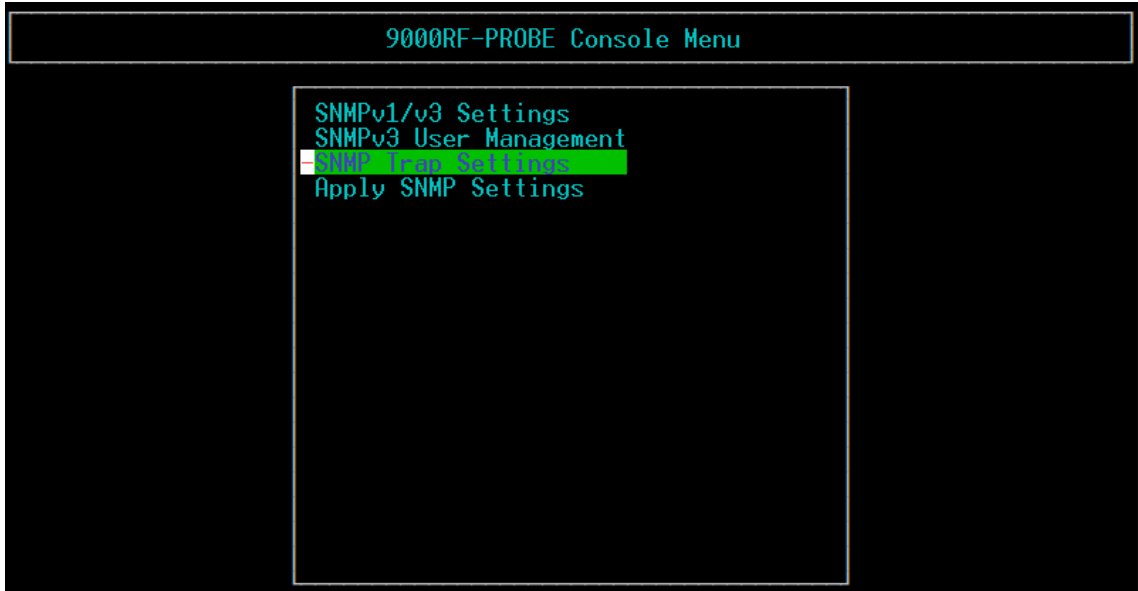 9000RF-PROBE Console Menu
SNMPv1/v3 Settings
SNMPv3 User Management
-SNMP Trap Settings
Apply SNMP Settings